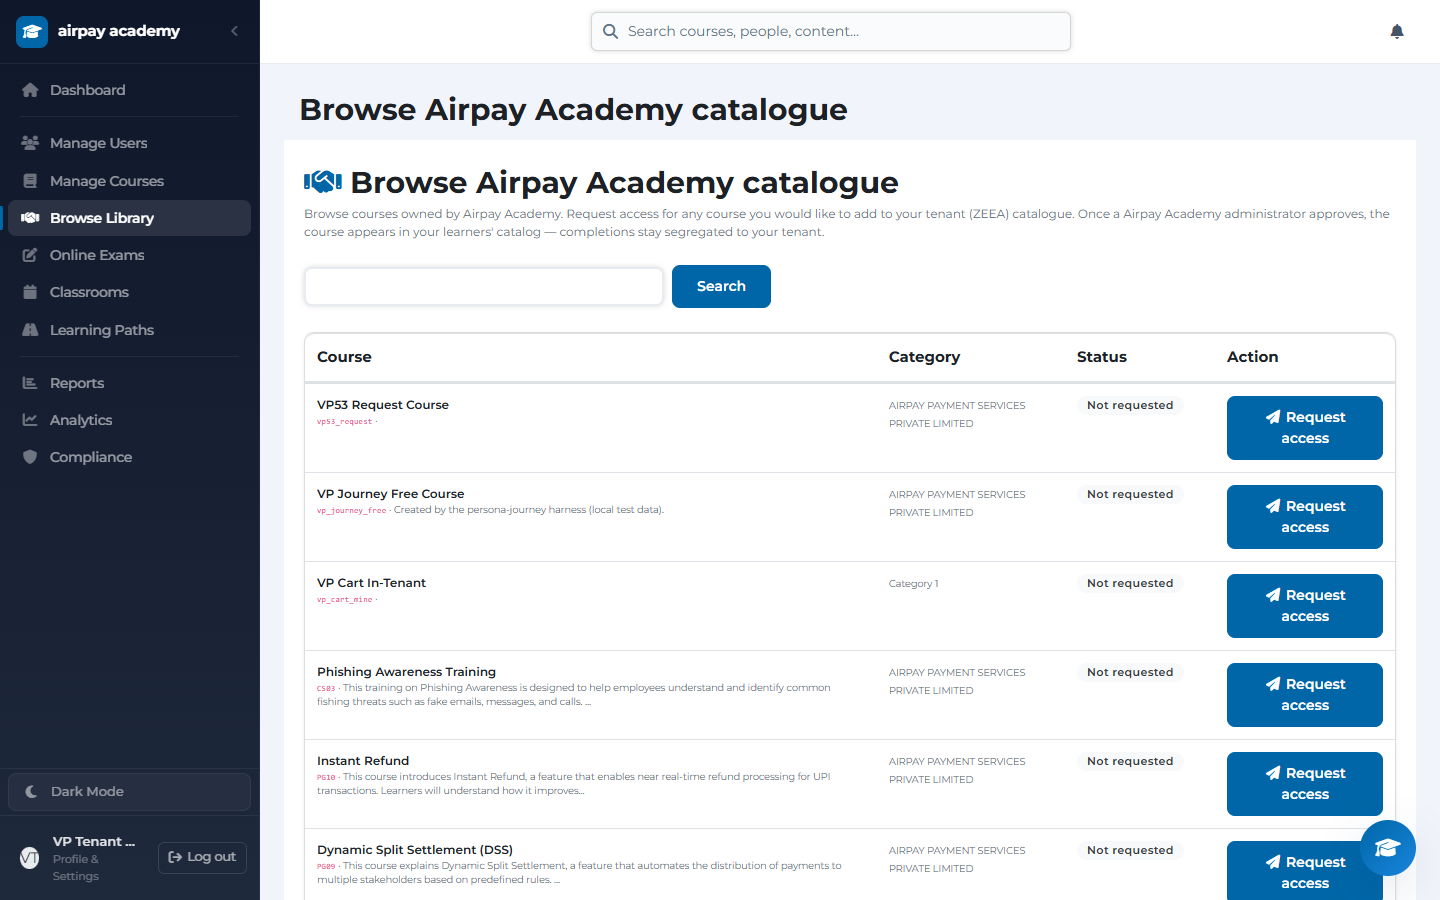 airpay academy
Search courses, people, content...
Dashboard
Manage Users
Manage Courses
Browse Library
Online Exams
Classrooms
Learning Paths
Reports
Analytics
Compliance
Dark Mode
VT
VP Tenant ...
Profile &
Settings
Log out
Browse Airpay Academy catalogue
Browse Airpay Academy catalogue
Browse courses owned by Airpay Academy. Request access for any course you would like to add to your tenant (ZEEA) catalogue. Once a Airpay Academy administrator approves, the
course appears in your learners' catalog — completions stay segregated to your tenant.
Search
Course Category Status Action
VP53 Request Course
vp53_request ·
AIRPAY PAYMENT SERVICES
PRIVATE LIMITED
Not requested
Request
access
VP Journey Free Course
vp_journey_free · Created by the persona-journey harness (local test data).
AIRPAY PAYMENT SERVICES
PRIVATE LIMITED
Not requested
Request
access
VP Cart In-Tenant
vp_cart_mine ·
Category 1
Not requested
Request
access
Phishing Awareness Training
CS03 · This training on Phishing Awareness is designed to help employees understand and identify common
fishing threats such as fake emails, messages, and calls. ...
AIRPAY PAYMENT SERVICES
PRIVATE LIMITED
Not requested
Request
access
Instant Refund
PG10 · This course introduces Instant Refund, a feature that enables near real-time refund processing for UPI
transactions. Learners will understand how it improves...
AIRPAY PAYMENT SERVICES
PRIVATE LIMITED
Not requested
Request
access
Dynamic Split Settlement (DSS)
PG09 · This course explains Dynamic Split Settlement, a feature that automates the distribution of payments to
multiple stakeholders based on predefined rules. ...
AIRPAY PAYMENT SERVICES
PRIVATE LIMITED
Not requested
Request
access